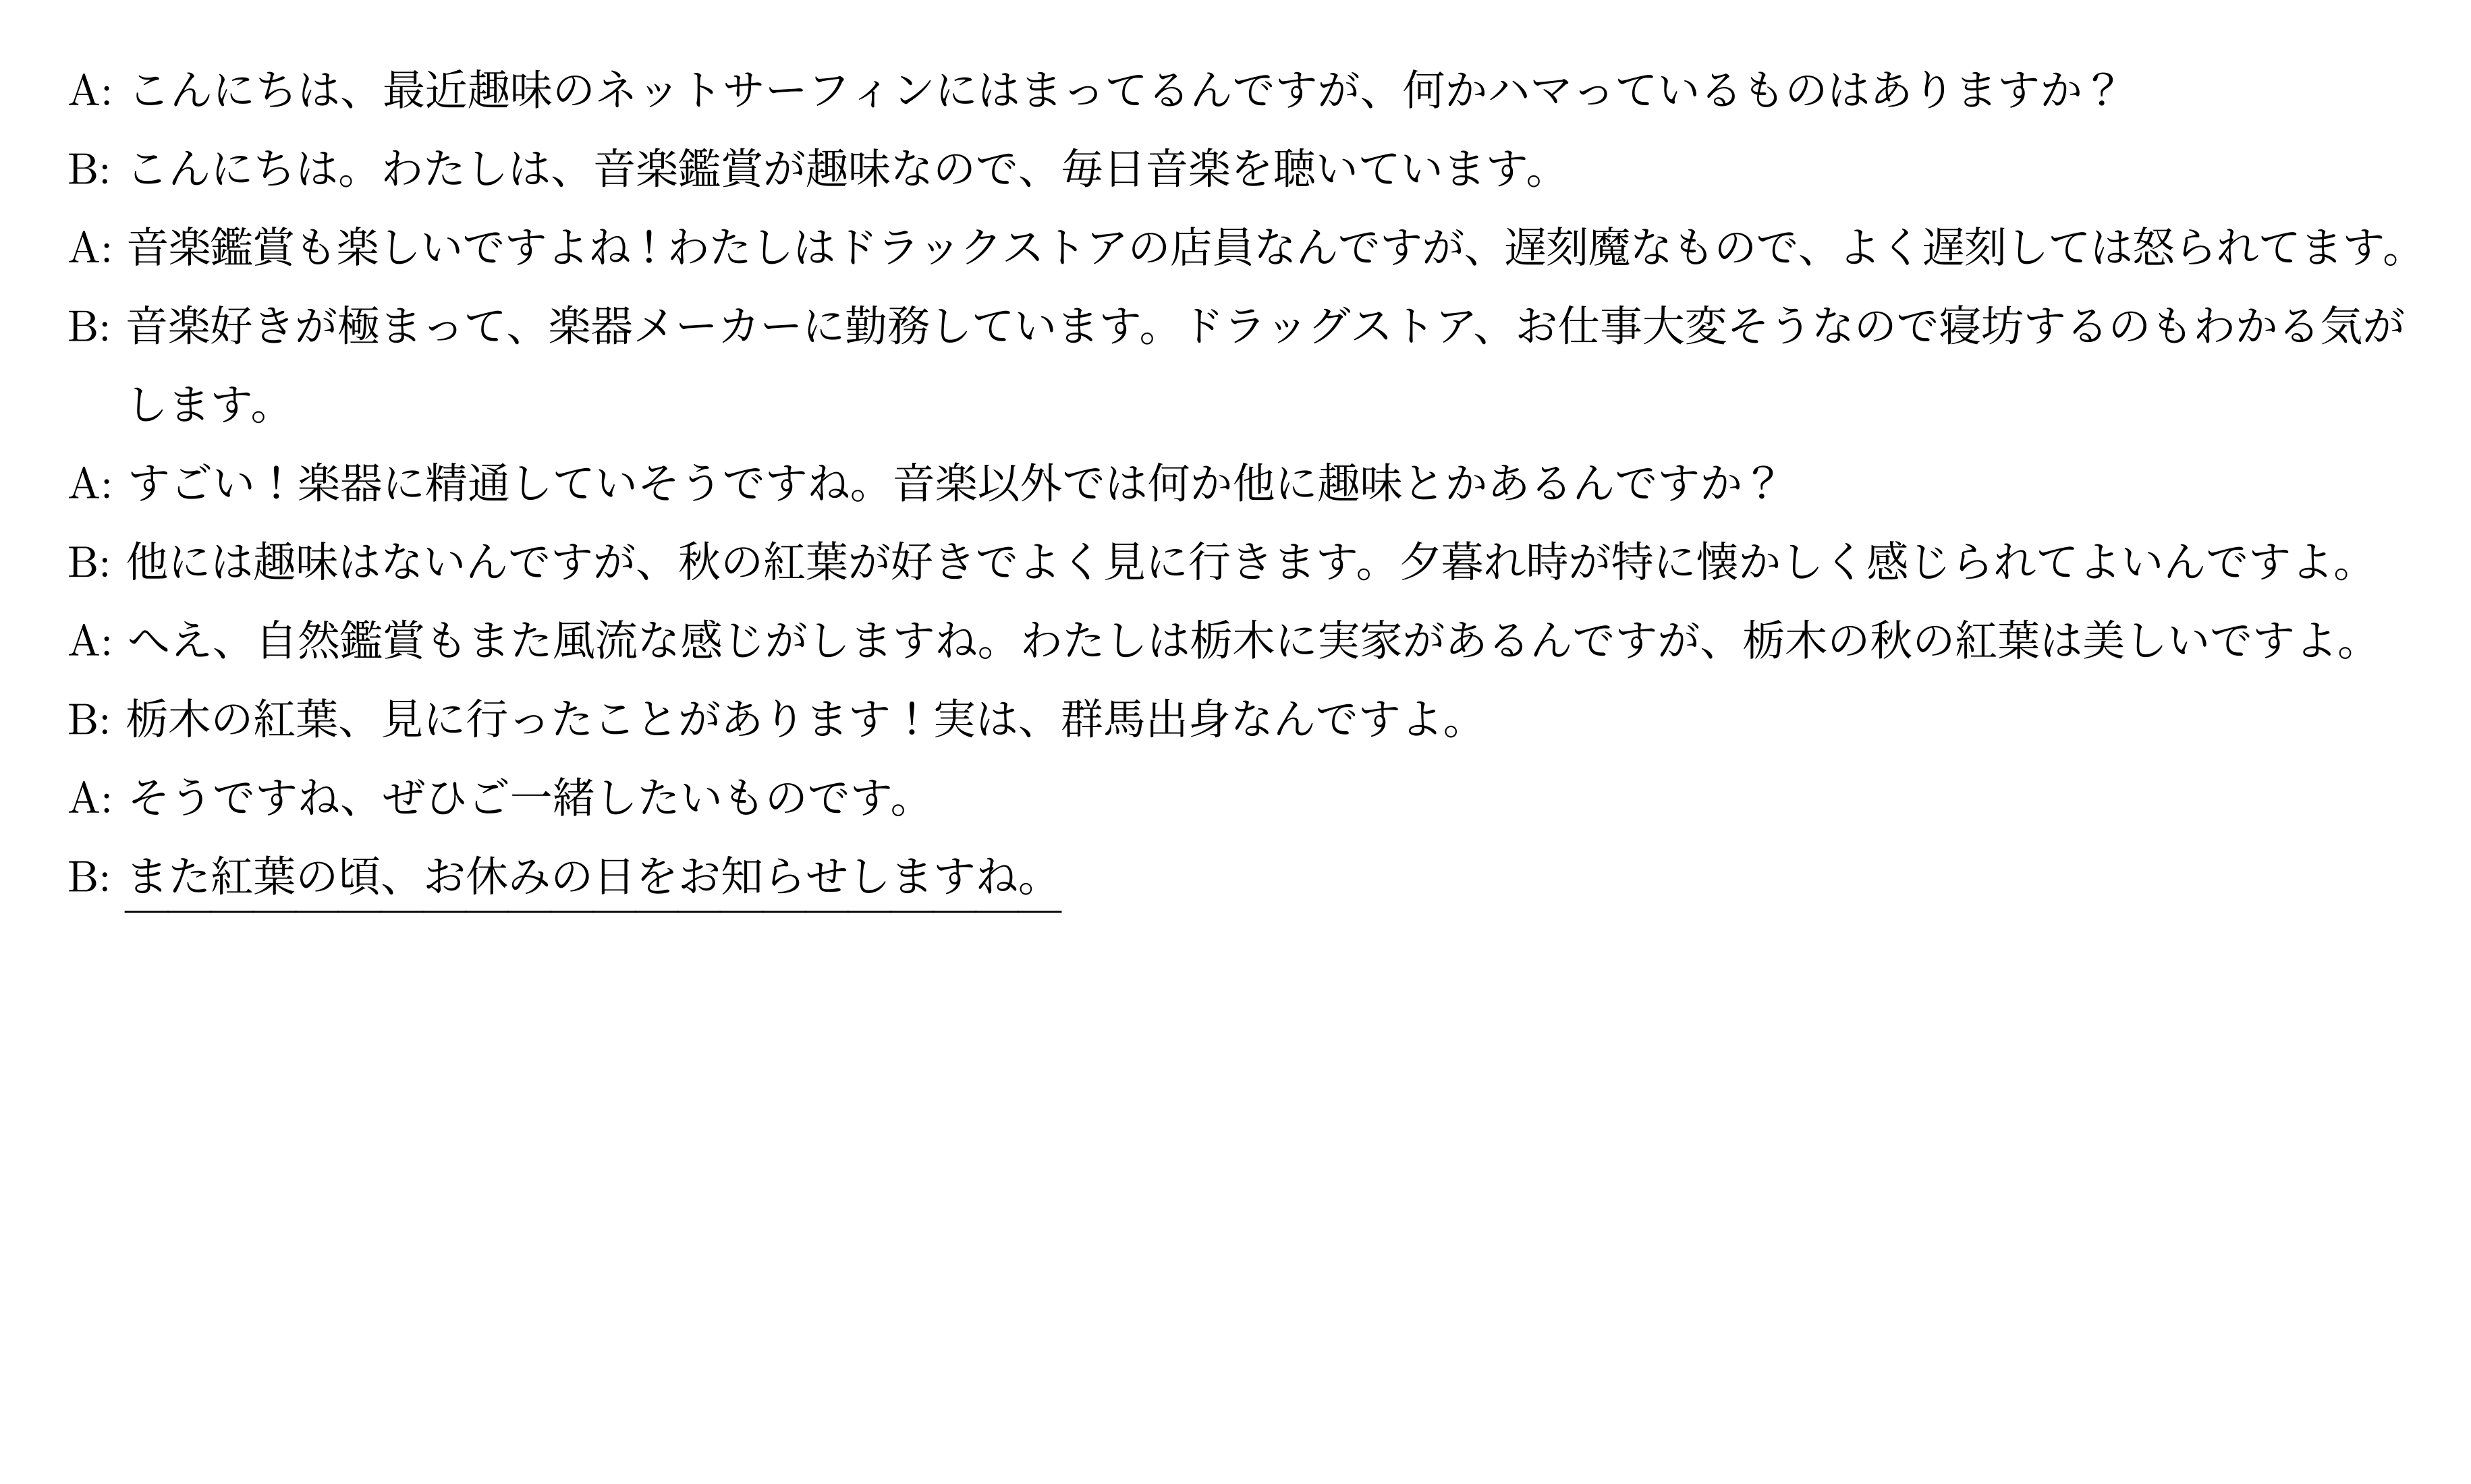 A: こんにちは、最近趣味のネットサーフィンにはまってるんですが、何かハマっているものはありますか？
B: こんにちは。わたしは、音楽鑑賞が趣味なので、毎日音楽を聴いています。
A: 音楽鑑賞も楽しいですよね！わたしはドラックストアの店員なんですが、遅刻魔なもので、よく遅刻しては怒られてます。
B: 音楽好きが極まって、楽器メーカーに勤務しています。ドラッグストア、お仕事大変そうなので寝坊するのもわかる気が
します。
A: すごい！楽器に精通していそうですね。音楽以外では何か他に趣味とかあるんですか？
B: 他には趣味はないんですが、秋の紅葉が好きでよく見に行きます。夕暮れ時が特に懐かしく感じられてよいんですよ。
A: へえ、自然鑑賞もまた風流な感じがしますね。わたしは栃木に実家があるんですが、栃木の秋の紅葉は美しいですよ。
B: 栃木の紅葉、見に行ったことがあります！実は、群馬出身なんですよ。
A: そうですね、ぜひご一緒したいものです。
B: また紅葉の頃、お休みの日をお知らせしますね。